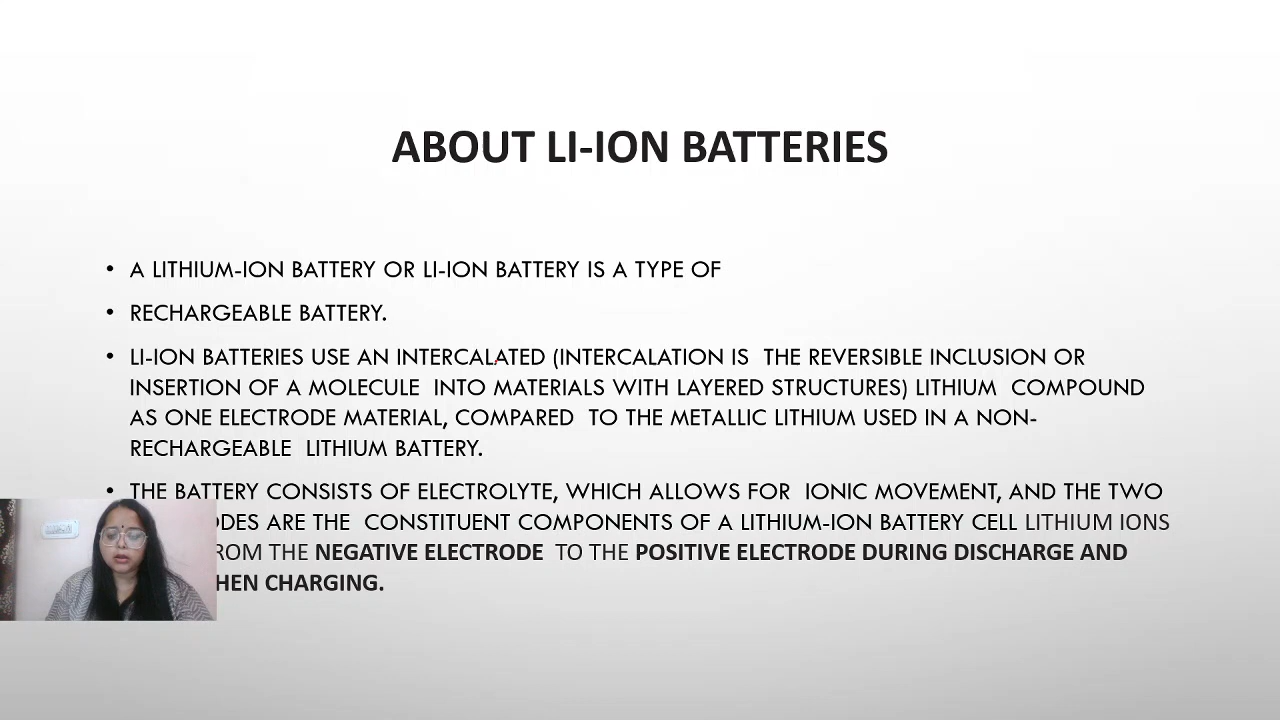 ABOUT LI-ION BATTERIES
• A LITHIUM-ION BATTERY OR LI-ION BATTERY IS A TYPE OF
• RECHARGEABLE BATTERY.
• LI-ION BATTERIES USE AN INTERCALATED (INTERCALATION IS THE REVERSIBLE INCLUSION OR
INSERTION OF A MOLECULE INTO MATERIALS WITH LAYERED STRUCTURES) LITHIUM COMPOUND
AS ONE ELECTRODE MATERIAL, COMPARED TO THE METALLIC LITHIUM USED IN A NON-
RECHARGEABLE LITHIUM BATTERY.
• THE BATTERY CONSISTS OF ELECTROLYTE, WHICH ALLOWS FOR IONIC MOVEMENT, AND THE TWO
ARE THE CONSTITUENT COMPONENTS OF A LITHIUM-ION BATTERY CELL LITHIUM IONS
THE NEGATIVE ELECTRODE TO THE POSITIVE ELECTRODE DURING DISCHARGE AND
CHARGING.